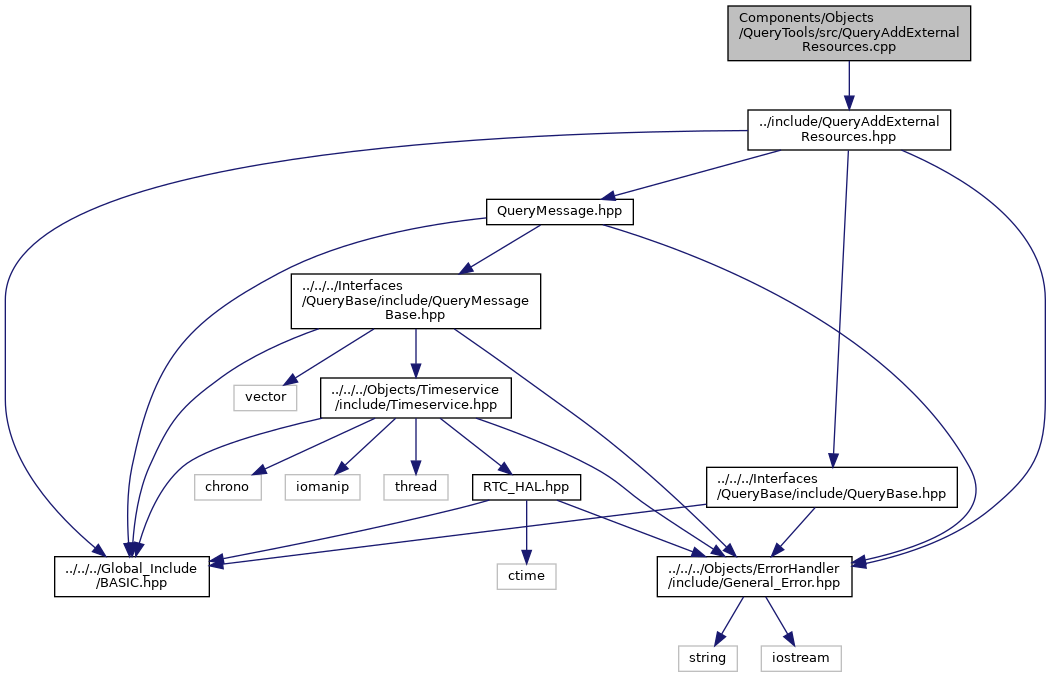 Components/Objects
/QueryTools/src/QueryAddExternal
Resources.cpp
../include/QueryAddExternal
Resources.hpp
QueryMessage.hpp
../../../Interfaces
/QueryBase/include/QueryMessage
Base.hpp
vector
../../../Objects/Timeservice
/include/Timeservice.hpp
chrono
iomanip
thread
RTC_HAL.hpp
../../../Interfaces
/QueryBase/include/QueryBase.hpp
../../../Global_Include
/BASIC.hpp
ctime
../../../Objects/ErrorHandler
/include/General_Error.hpp
string
iostream